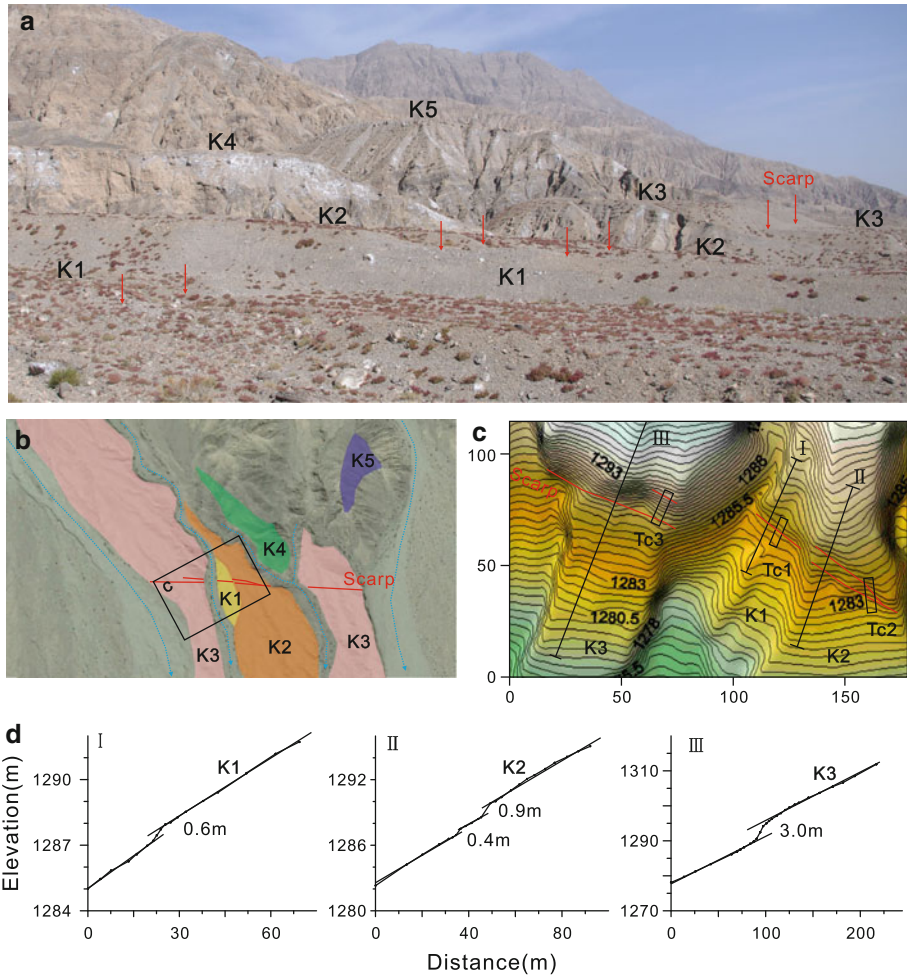 a
K5
K4
K3
Scarp
K2
K3
K2
K1
K1
b
K5
K4
c
Scarp
K1
K3
K2
K3
c
100
50
0
0
50
100
150
Scarp
1293
III
1288
I
II
1285.5
Tc3
Tc1
1283
1283
Tc2
1280.5
K1
1278
K3
K2
d
Elevation(m)
I
K1
1290
1287
1284
0.6m
0
30
60
II
K2
1292
1286
1280
0.9m
0.4m
0
40
80
III
K3
1310
1290
1270
3.0m
0
100
200
Distance(m)